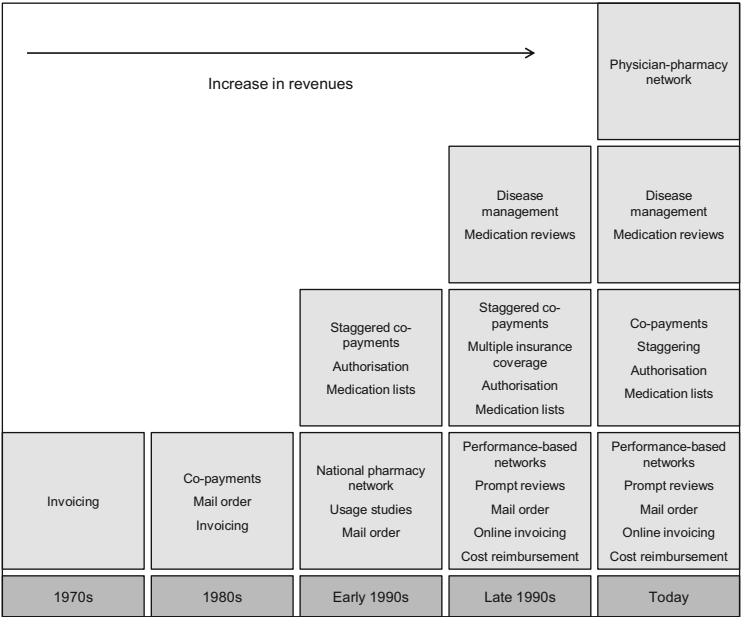 Increase in revenues
Physician-pharmacy
network
Disease
management
Medication reviews
Disease
management
Medication reviews
Staggered co-
payments
Authorisation
Medication lists
Staggered co-
payments
Multiple insurance
coverage
Authorisation
Medication lists
Co-payments
Staggering
Authorisation
Medication lists
Invoicing
Co-payments
Mail order
Invoicing
National pharmacy
network
Usage studies
Mail order
Performance-based
networks
Prompt reviews
Mail order
Online invoicing
Cost reimbursement
Performance-based
networks
Prompt reviews
Mail order
Online invoicing
Cost reimbursement
1970s
1980s
Early 1990s
Late 1990s
Today